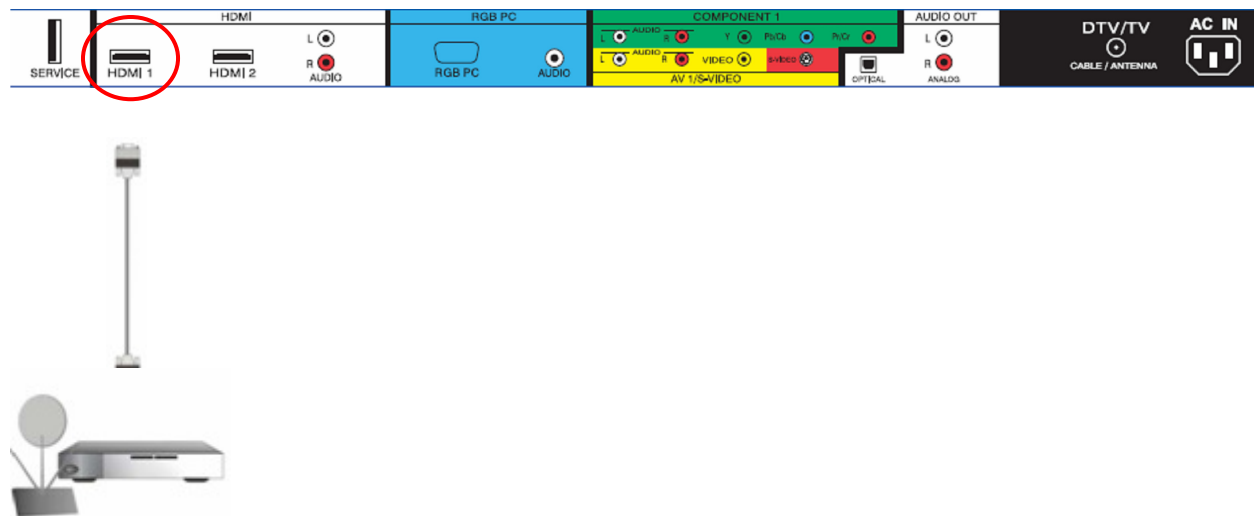 HDMI
RGB PC
COMPONENT 1
AUDIO OUT
SERVICE
HDMI 1
HDMI 2
L
R
AUDIO
RGB PC
AUDIO
L AUDIO R Y Pb/Cb Pr/Cr
L AUDIO R VIDEO S-VIDEO
AV 1/S-VIDEO
OPTICAL
L
R
ANALOG
DTV/TV
CABLE / ANTENNA
AC IN